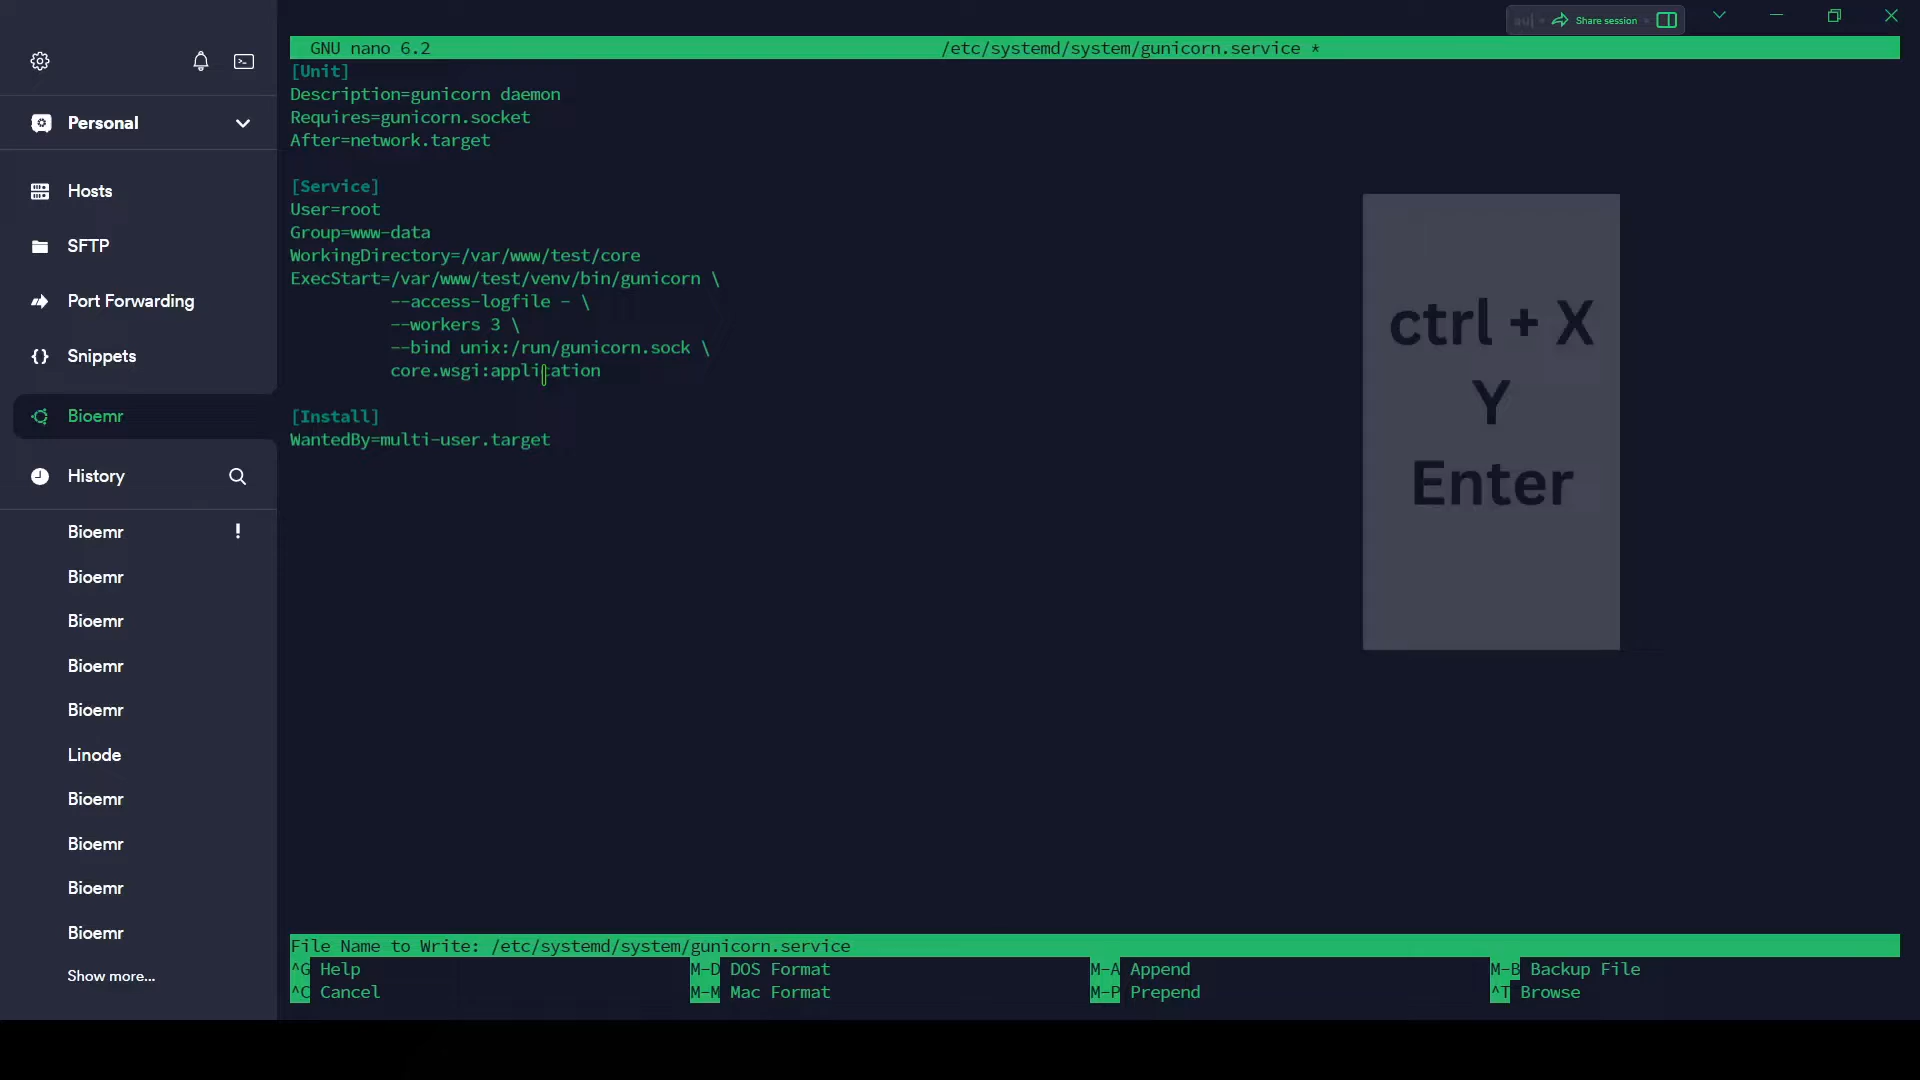 Share session
GNU nano 6.2 /etc/systemd/system/gunicorn.service *
[Unit]
Description=gunicorn daemon
Requires=gunicorn.socket
After=network.target
[Service]
User=root
Group=www-data
WorkingDirectory=/var/www/test/core
ExecStart=/var/www/test/venv/bin/gunicorn \
--access-logfile - \
--workers 3 \
--bind unix:/run/gunicorn.sock \
core.wsgi:application
[Install]
WantedBy=multi-user.target
File Name to Write: /etc/systemd/system/gunicorn.service
^G Help M-D DOS Format M-A Append M-B Backup File
^C Cancel M-M Mac Format M-P Prepend ^T Browse
Personal
Hosts
SFTP
Port Forwarding
Snippets
Bioemr
History
Bioemr !
Bioemr
Bioemr
Bioemr
Bioemr
Linode
Bioemr
Bioemr
Bioemr
Bioemr
Show more...
ctrl + X
Y
Enter